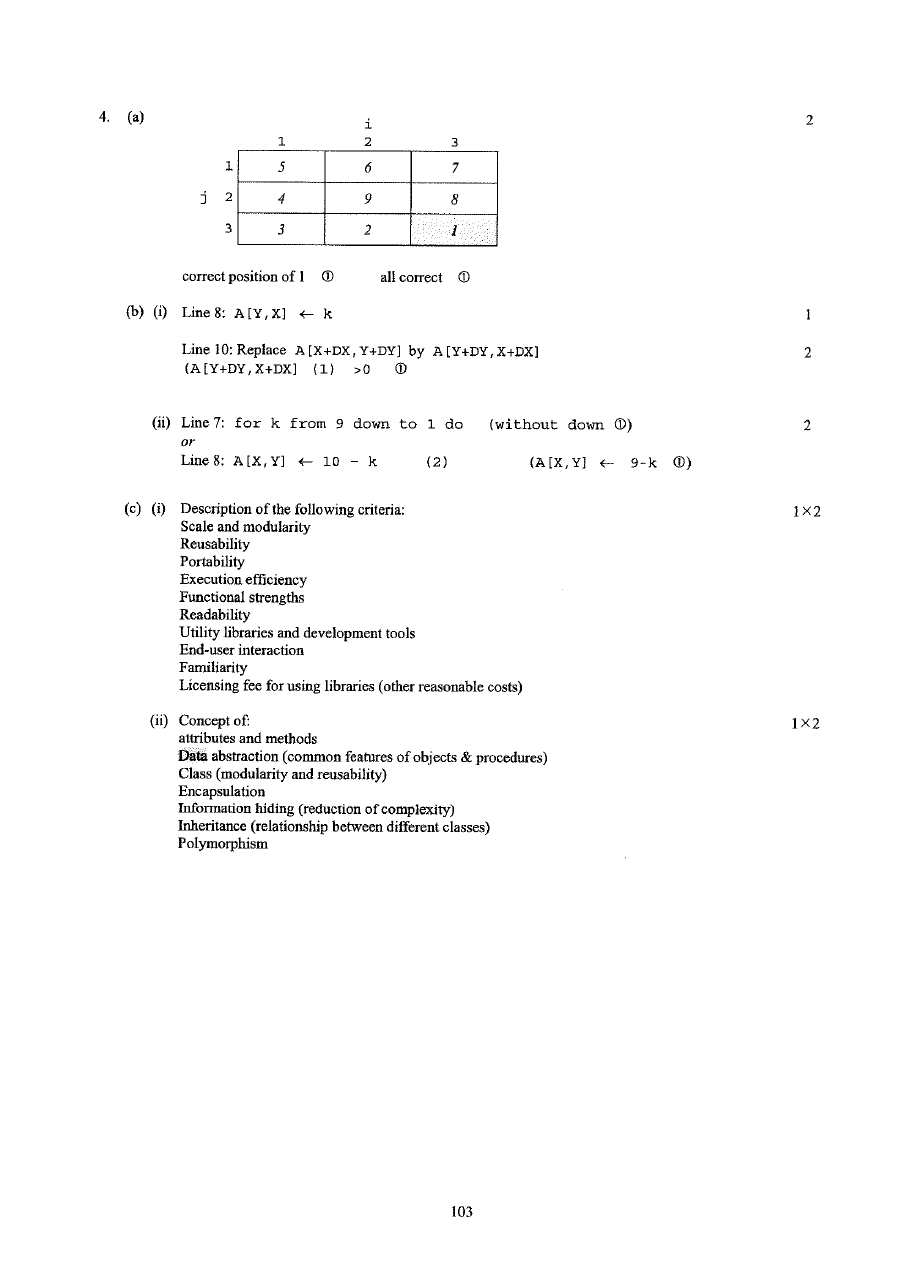 4. (a) 2
i
1 2 3
1 5 6 7
j 2 4 9 8
3 3 2 1
correct position of 1 ① all correct ①
(b) (i) Line 8: A[Y,X] ← k 1
Line 10: Replace A[X+DX,Y+DY] by A[Y+DY,X+DX] 2
(A[Y+DY,X+DX] (1) >0 ①
(ii) Line 7: for k from 9 down to 1 do (without down ①) 2
or
Line 8: A[X,Y] ← 10 - k (2) (A[X,Y] ← 9-k ①)
(c) (i) Description of the following criteria: 1×2
Scale and modularity
Reusability
Portability
Execution efficiency
Functional strengths
Readability
Utility libraries and development tools
End-user interaction
Familiarity
Licensing fee for using libraries (other reasonable costs)
(ii) Concept of: 1×2
attributes and methods
Data abstraction (common features of objects & procedures)
Class (modularity and reusability)
Encapsulation
Information hiding (reduction of complexity)
Inheritance (relationship between different classes)
Polymorphism
103